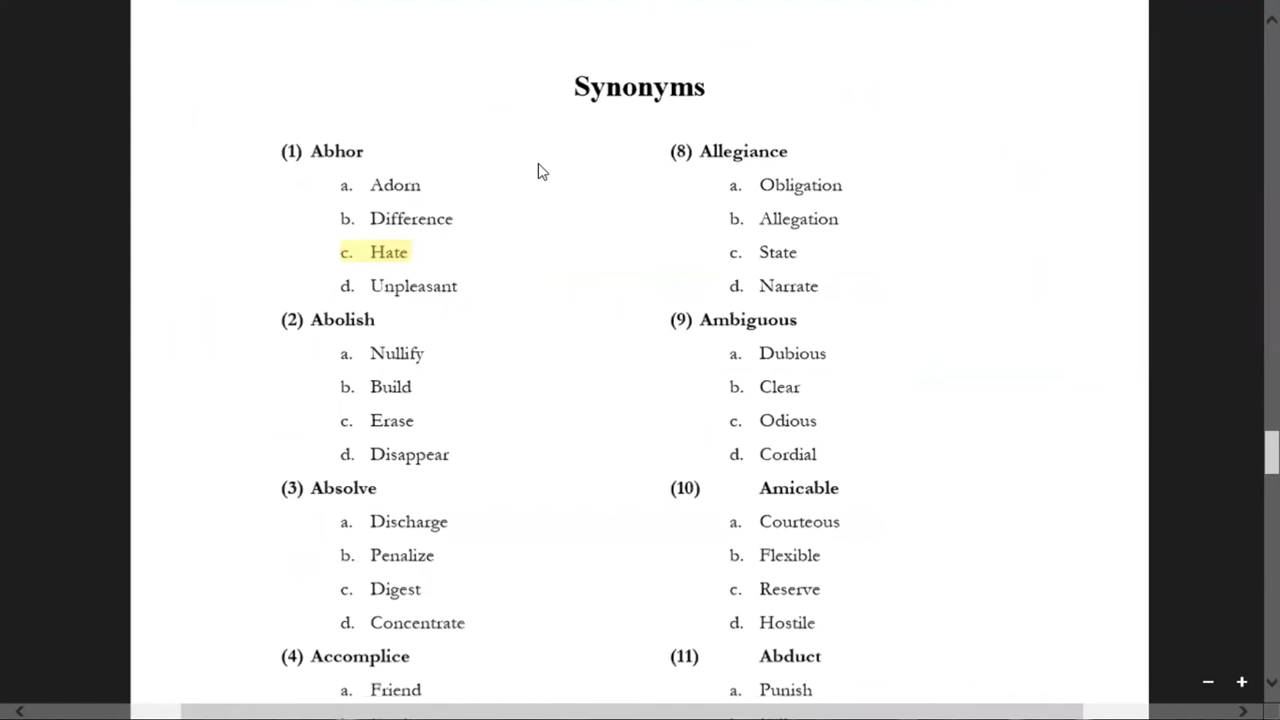 Synonyms
(1) Abhor
a. Adorn
b. Difference
c. Hate
d. Unpleasant
(2) Abolish
a. Nullify
b. Build
c. Erase
d. Disappear
(3) Absolve
a. Discharge
b. Penalize
c. Digest
d. Concentrate
(4) Accomplice
a. Friend
(8) Allegiance
a. Obligation
b. Allegation
c. State
d. Narrate
(9) Ambiguous
a. Dubious
b. Clear
c. Odious
d. Cordial
(10) Amicable
a. Courteous
b. Flexible
c. Reserve
d. Hostile
(11) Abduct
a. Punish